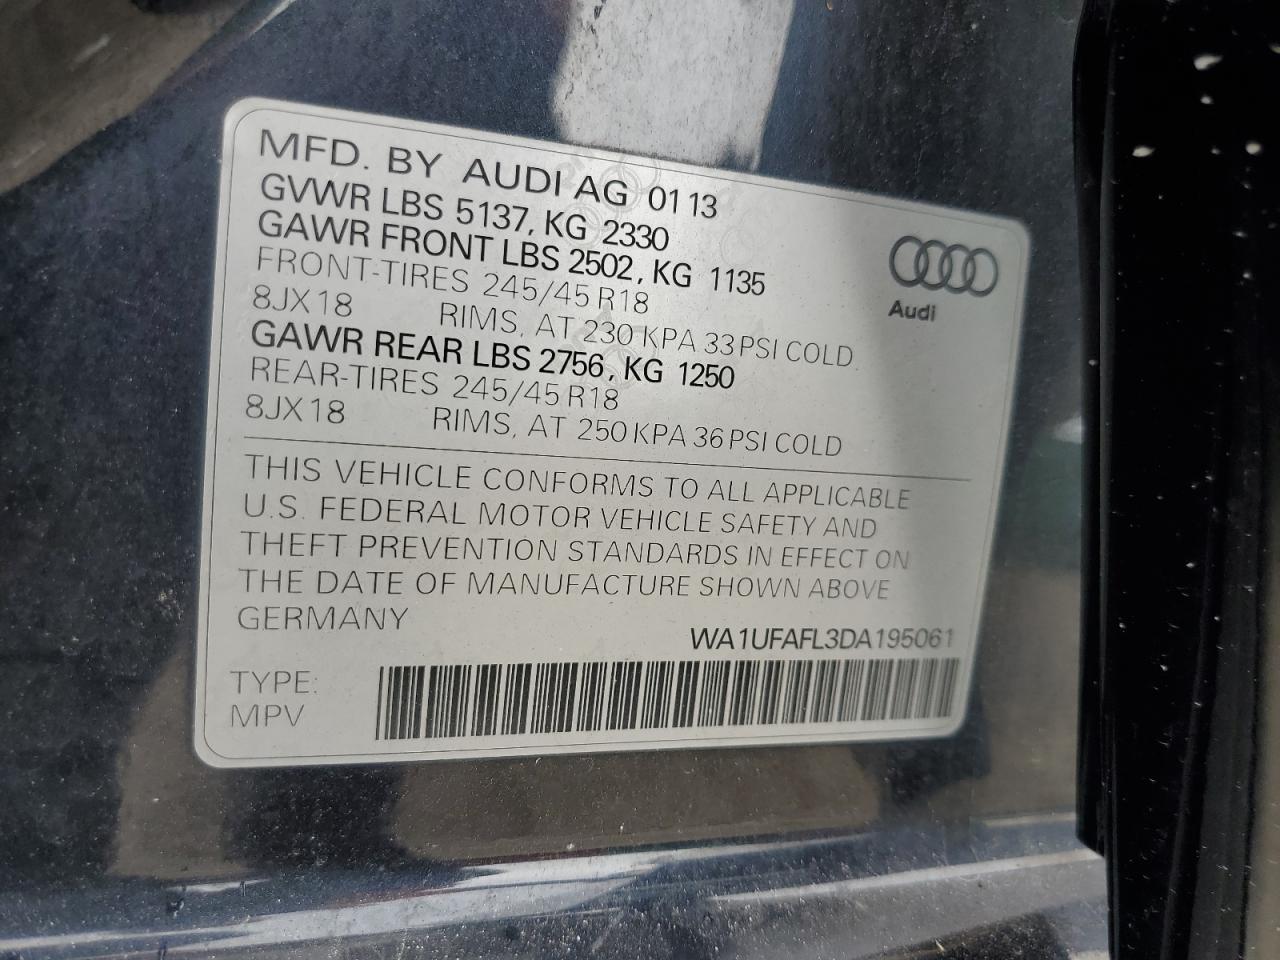 MFD. BY AUDI AG 01 13
GVWR LBS 5137, KG 2330
GAWR FRONT LBS 2502, KG 1135
FRONT-TIRES 245/45 R18
8JX18 RIMS, AT 230 KPA 33 PSI COLD.
GAWR REAR LBS 2756, KG 1250
REAR-TIRES 245/45 R18
8JX18 RIMS, AT 250 KPA 36 PSI COLD
Audi
THIS VEHICLE CONFORMS TO ALL APPLICABLE
U.S. FEDERAL MOTOR VEHICLE SAFETY AND
THEFT PREVENTION STANDARDS IN EFFECT ON
THE DATE OF MANUFACTURE SHOWN ABOVE
GERMANY
WA1UFAFL3DA195061
TYPE:
MPV